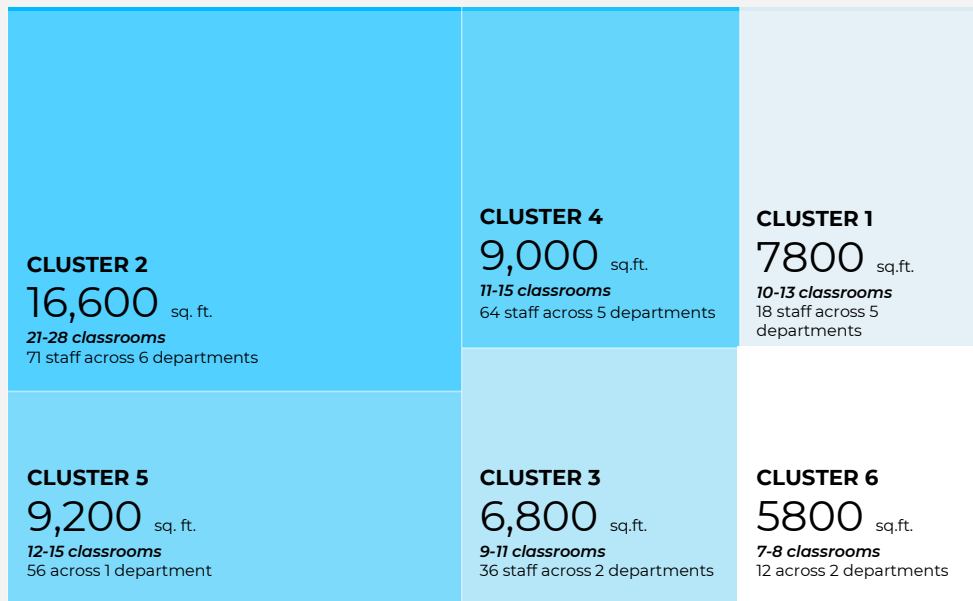 CLUSTER 2
16,600 sq. ft.
21-28 classrooms
71 staff across 6 departments
CLUSTER 4
9,000 sq.ft.
11-15 classrooms
64 staff across 5 departments
CLUSTER 1
7800 sq.ft.
10-13 classrooms
18 staff across 5
departments
CLUSTER 5
9,200 sq. ft.
12-15 classrooms
56 across 1 department
CLUSTER 3
6,800 sq.ft.
9-11 classrooms
36 staff across 2 departments
CLUSTER 6
5800 sq.ft.
7-8 classrooms
12 across 2 departments